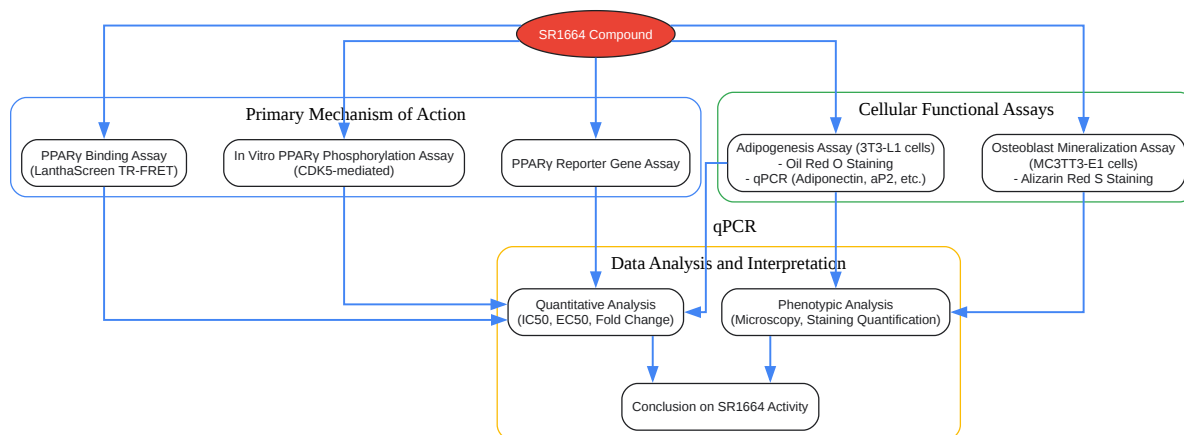 SR1664 Compound
Primary Mechanism of Action
Cellular Functional Assays
PPARγ Binding Assay
(LanthaScreen TR-FRET)
In Vitro PPARγ Phosphorylation Assay
(CDK5-mediated)
PPARγ Reporter Gene Assay
Adipogenesis Assay (3T3-L1 cells)
- Oil Red O Staining
- qPCR (Adiponectin, aP2, etc.)
Osteoblast Mineralization Assay
(MC3TT3-E1 cells)
- Alizarin Red S Staining
qPCR
Data Analysis and Interpretation
Quantitative Analysis
(IC50, EC50, Fold Change)
Phenotypic Analysis
(Microscopy, Staining Quantification)
Conclusion on SR1664 Activity